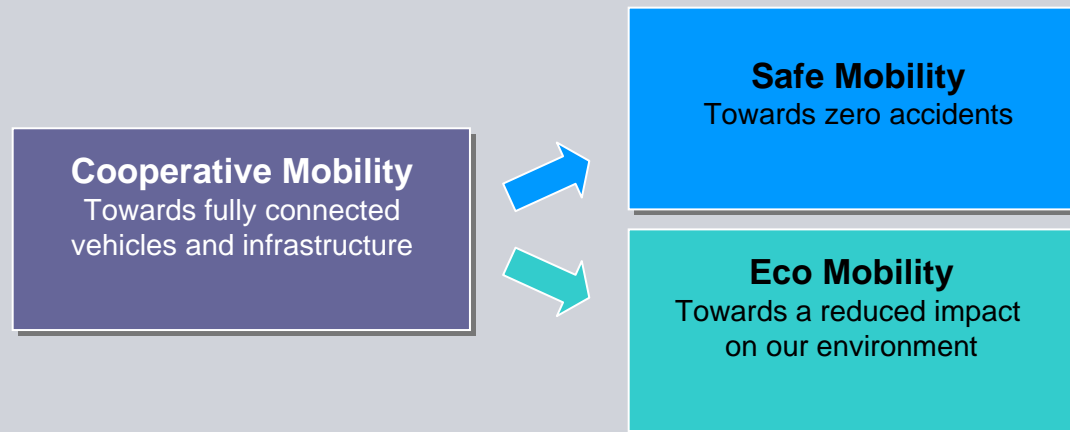 Cooperative Mobility
Towards fully connected
vehicles and infrastructure
Safe Mobility
Towards zero accidents
Eco Mobility
Towards a reduced impact
on our environment